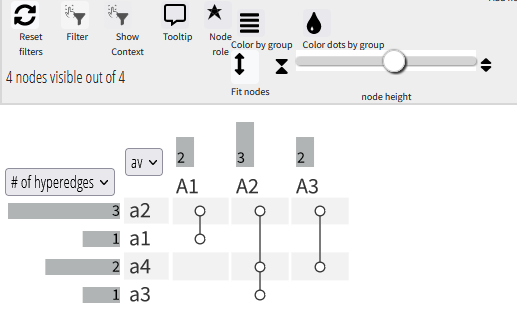 Reset filters
Filter
Show Context
Tooltip
Node role
Color by group
Color dots by group
4 nodes visible out of 4
Fit nodes
node height
av
2 3 2
# of hyperedges
A1 A2 A3
3 a2
1 a1
2 a4
1 a3